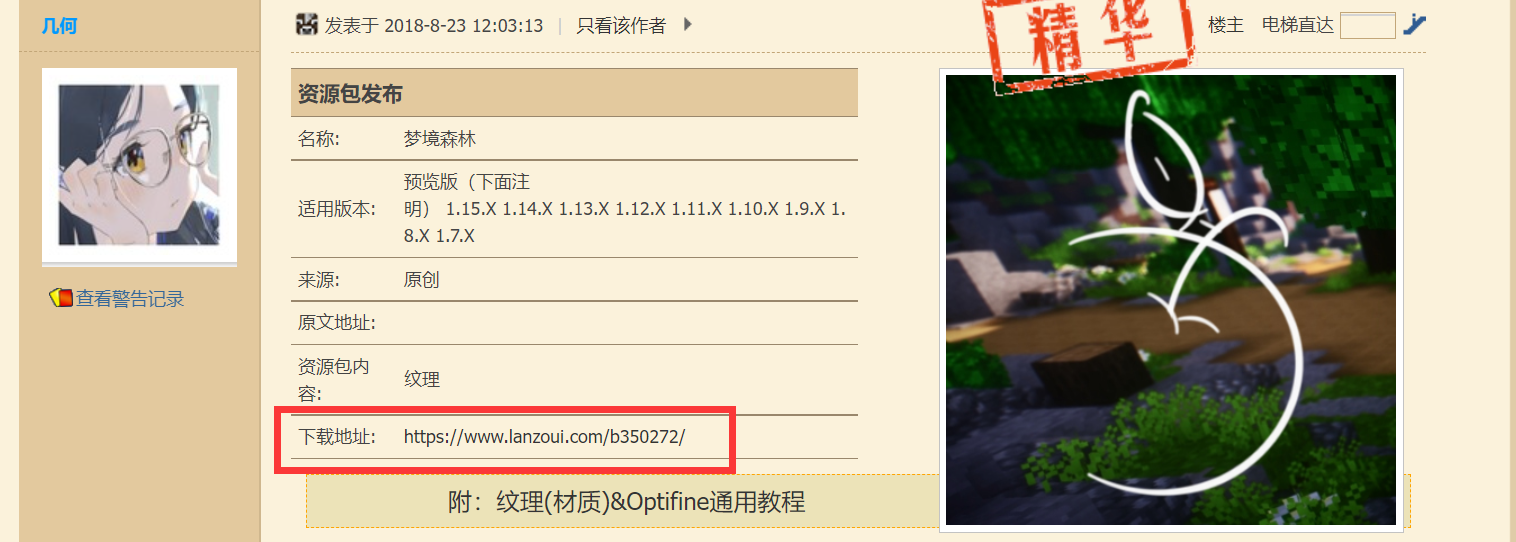 几何
发表于 2018-8-23 12:03:13 | 只看该作者
精华
楼主 电梯直达
查看警告记录
资源包发布
名称: 梦境森林
适用版本: 预览版（下面注
明） 1.15.X 1.14.X 1.13.X 1.12.X 1.11.X 1.10.X 1.9.X 1.
8.X 1.7.X
来源: 原创
原文地址:
资源包内
容: 纹理
下载地址: https://www.lanzoui.com/b350272/
附：纹理(材质)&Optifine通用教程